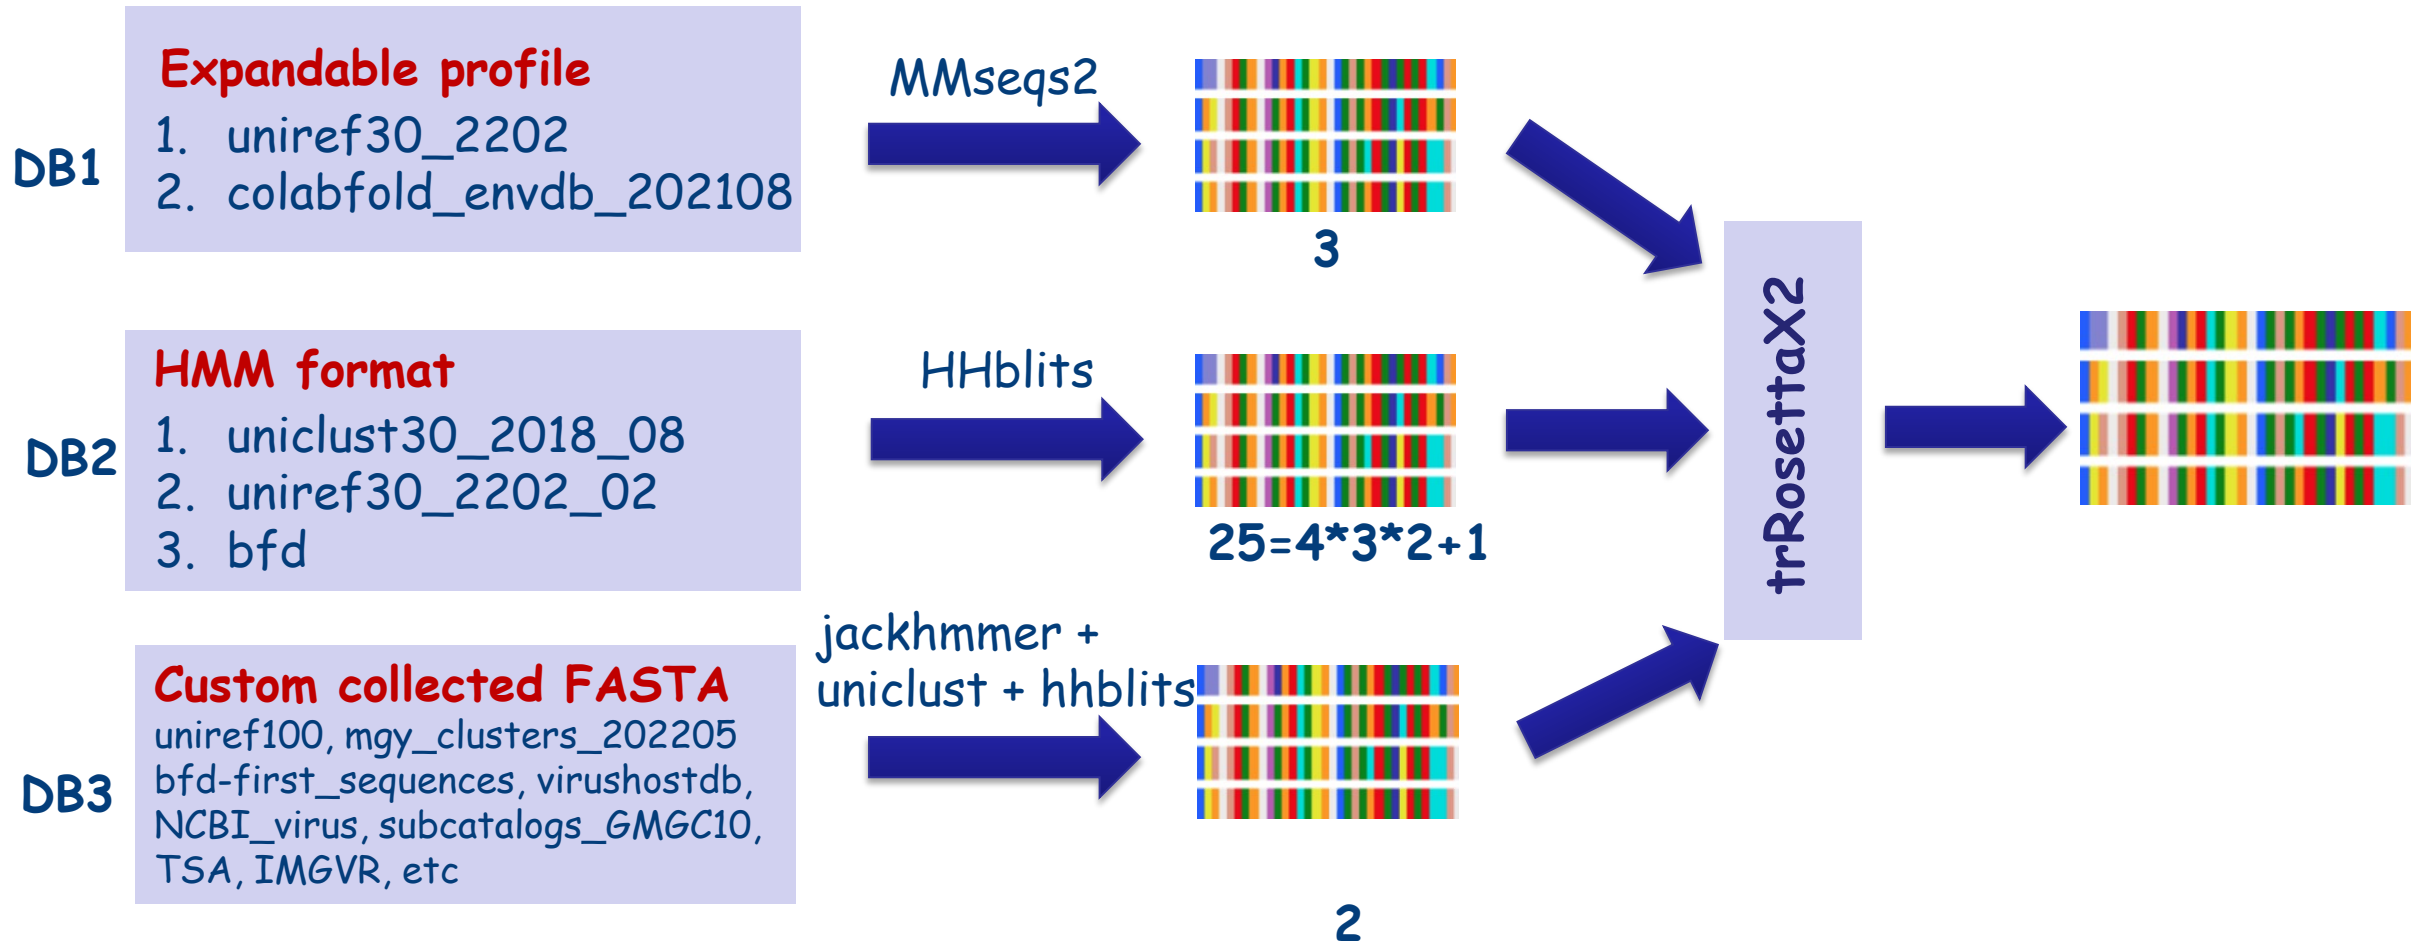 DB1
Expandable profile
1. uniref30_2202
2. colabfold_envdb_202108
MMseqs2
3
DB2
HMM format
1. uniclust30_2018_08
2. uniref30_2202_02
3. bfd
HHblits
25=4*3*2+1
DB3
Custom collected FASTA
uniref100, mgy_clusters_202205
bfd-first_sequences, virushostdb,
NCBI_virus, subcatalogs_GMGC10,
TSA, IMGVR, etc
jackhmmer +
uniclust + hhblits
2
trRosettaX2